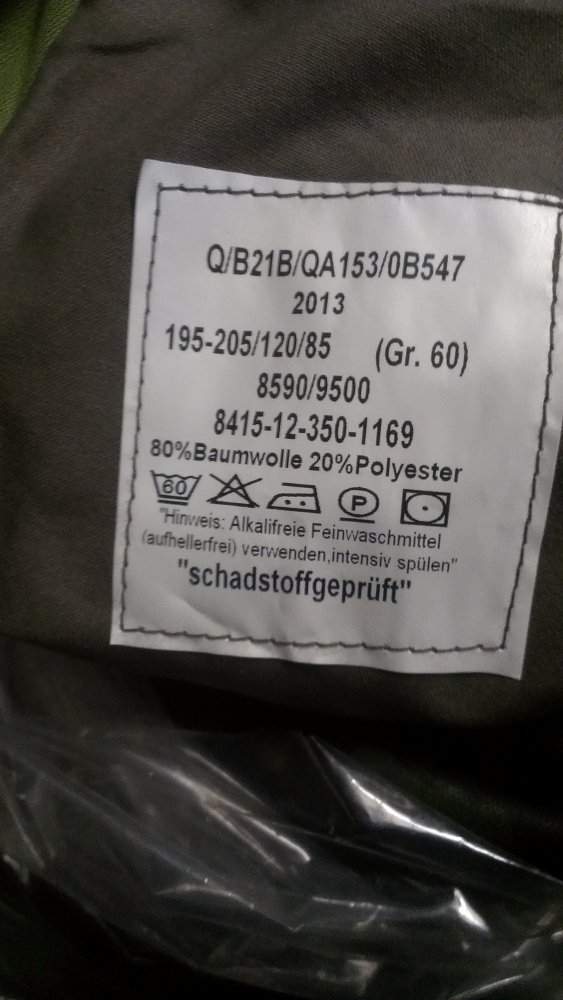 Q/B21B/QA153/0B547
2013
195-205/120/85 (Gr. 60)
8590/9500
8415-12-350-1169
80%Baumwolle 20%Polyester
60 P
"Hinweis: Alkalifreie Feinwaschmittel
(aufhellerfrei) verwenden,intensiv spülen"
"schadstoffgeprüft"